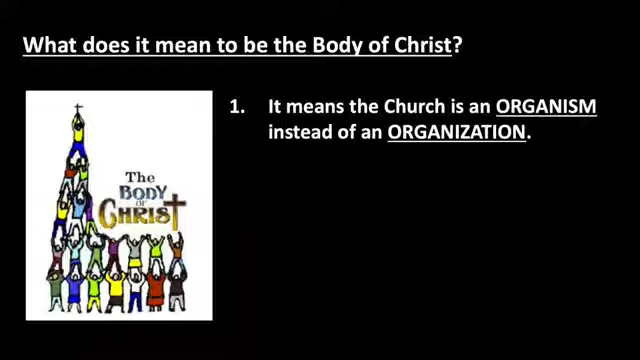 What does it mean to be the Body of Christ?
1. It means the Church is an ORGANISM
instead of an ORGANIZATION.
The
BODY
OF
CHRIST